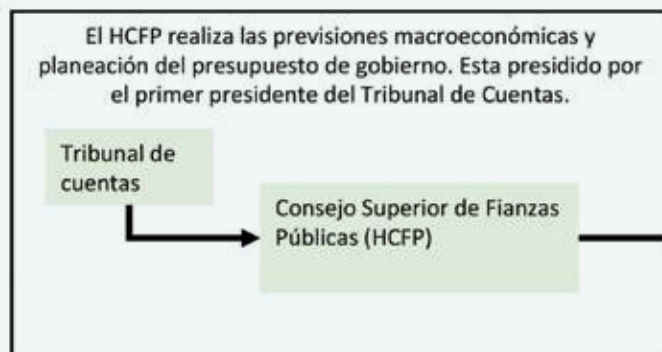 El HCFP realiza las previsiones macroeconómicas y
planeación del presupuesto de gobierno. Esta presidido por
el primer presidente del Tribunal de Cuentas.
Tribunal de
cuentas
Consejo Superior de Fianzas
Públicas (HCFP)